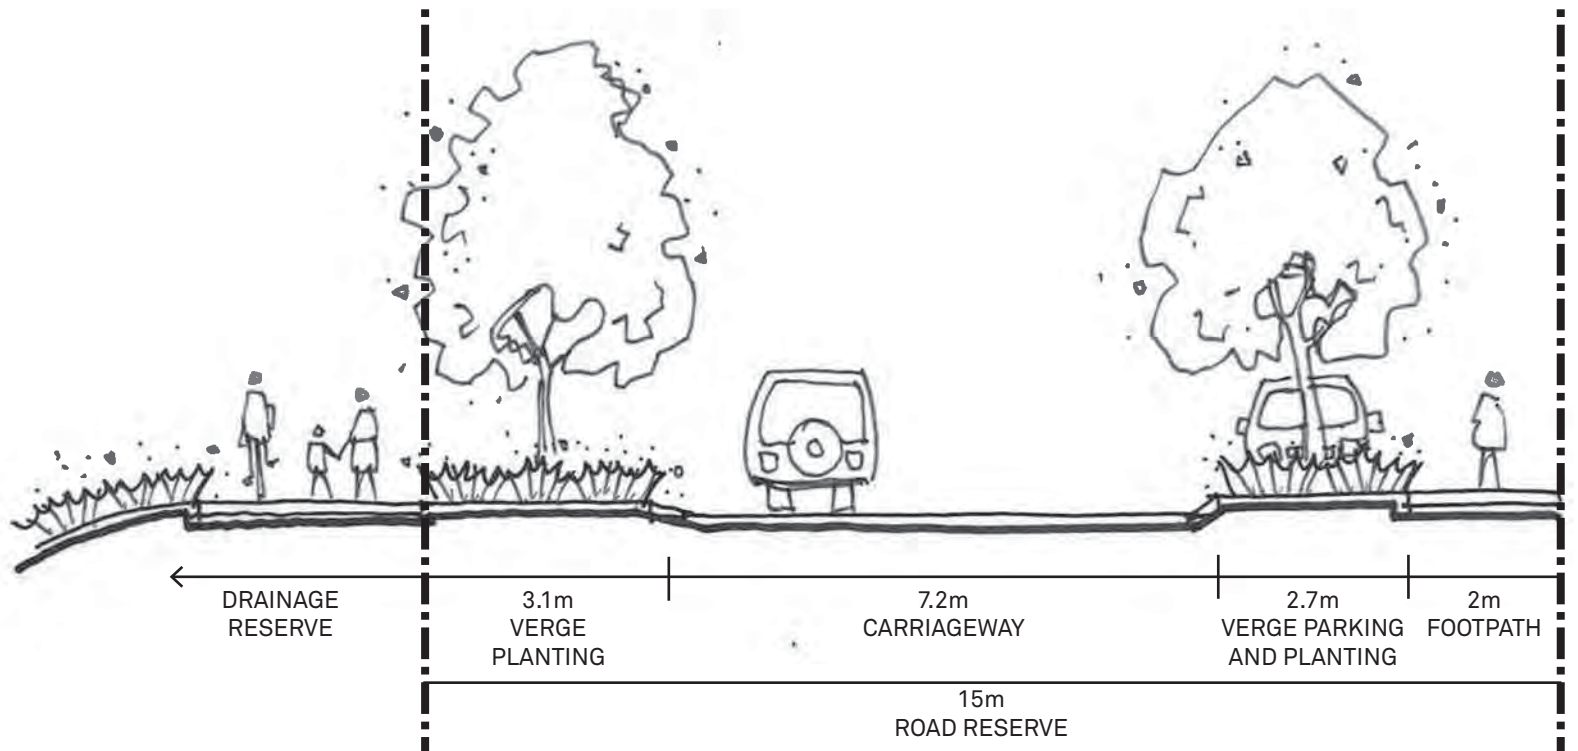 DRAINAGE
RESERVE
3.1m
VERGE
PLANTING
7.2m
CARRIAGEWAY
2.7m
VERGE PARKING
AND PLANTING
2m
FOOTPATH
15m
ROAD RESERVE